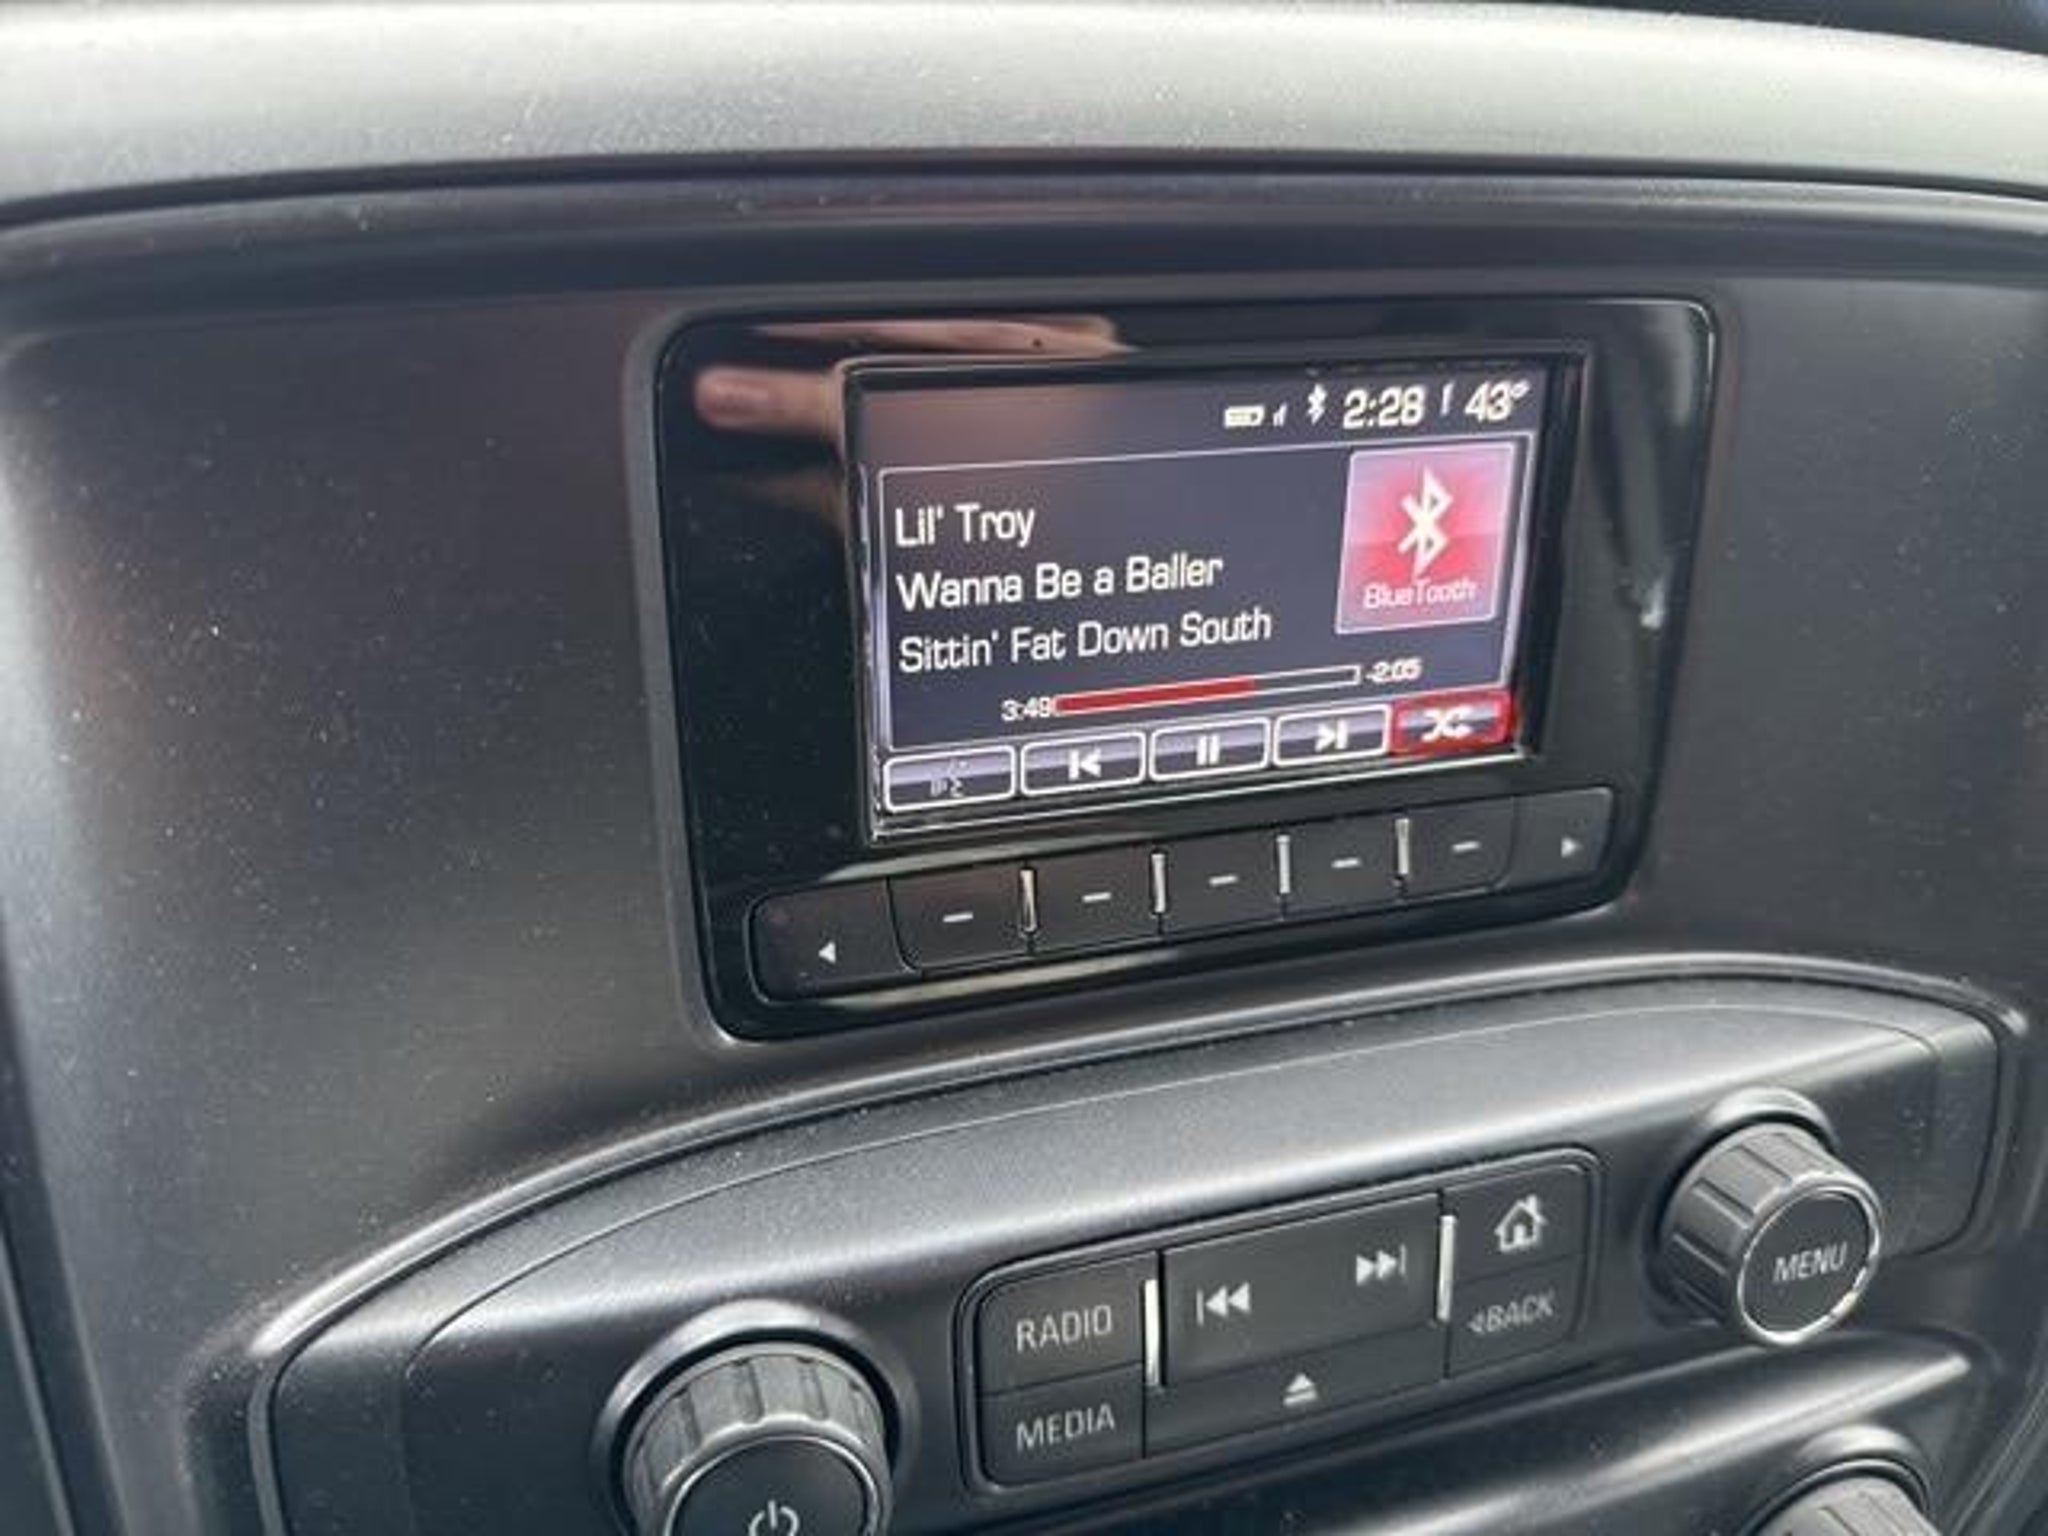 2:28 43°
Lil' Troy
Wanna Be a Baller
Sittin' Fat Down South
BlueTooth
3:49 -2:05
RADIO
MEDIA
BACK
MENU